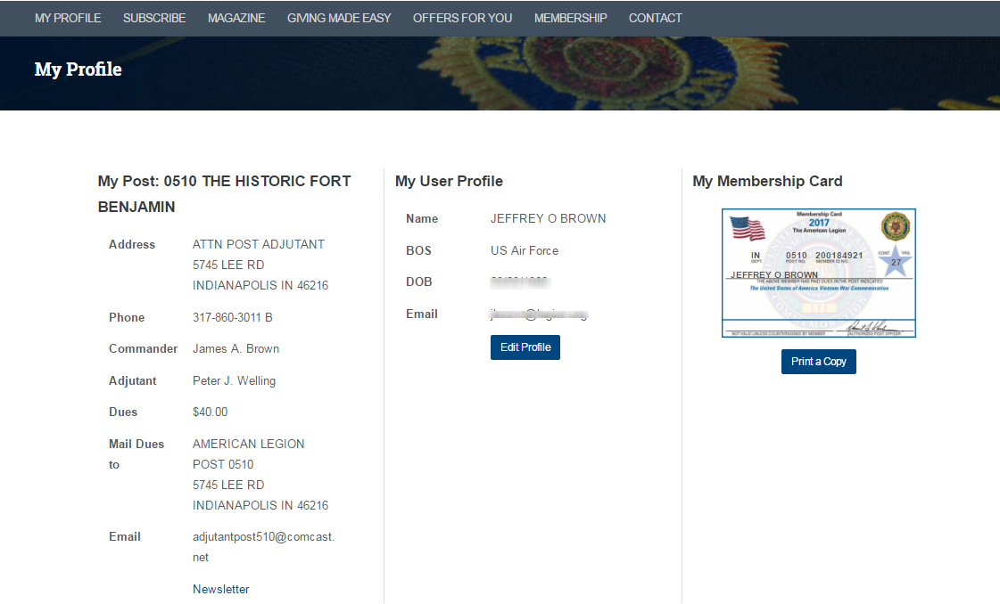 MY PROFILE SUBSCRIBE MAGAZINE GIVING MADE EASY OFFERS FOR YOU MEMBERSHIP CONTACT
My Profile
My Post: 0510 THE HISTORIC FORT
BENJAMIN
Address ATTN POST ADJUTANT
5745 LEE RD
INDIANAPOLIS IN 46216
Phone 317-860-3011 B
Commander James A. Brown
Adjutant Peter J. Welling
Dues $40.00
Mail Dues AMERICAN LEGION
to POST 0510
5745 LEE RD
INDIANAPOLIS IN 46216
Email adjutantpost510@comcast.
net
Newsletter
My User Profile
Name JEFFREY O BROWN
BOS US Air Force
DOB
Email
Edit Profile
My Membership Card
Membership Card
2017
The American Legion
IN 0510 200184921
DEPT. POST NO. MEMBER ID NO.
CONT. YRS.
27
JEFFREY O BROWN
THE ABOVE MEMBER HAS PAID DUES IN THE POST INDICATED
The United States of America Vietnam War Commemoration
NOT VALID UNLESS COUNTERSIGNED BY MEMBER AUTHORIZED POST OFFICER
Print a Copy